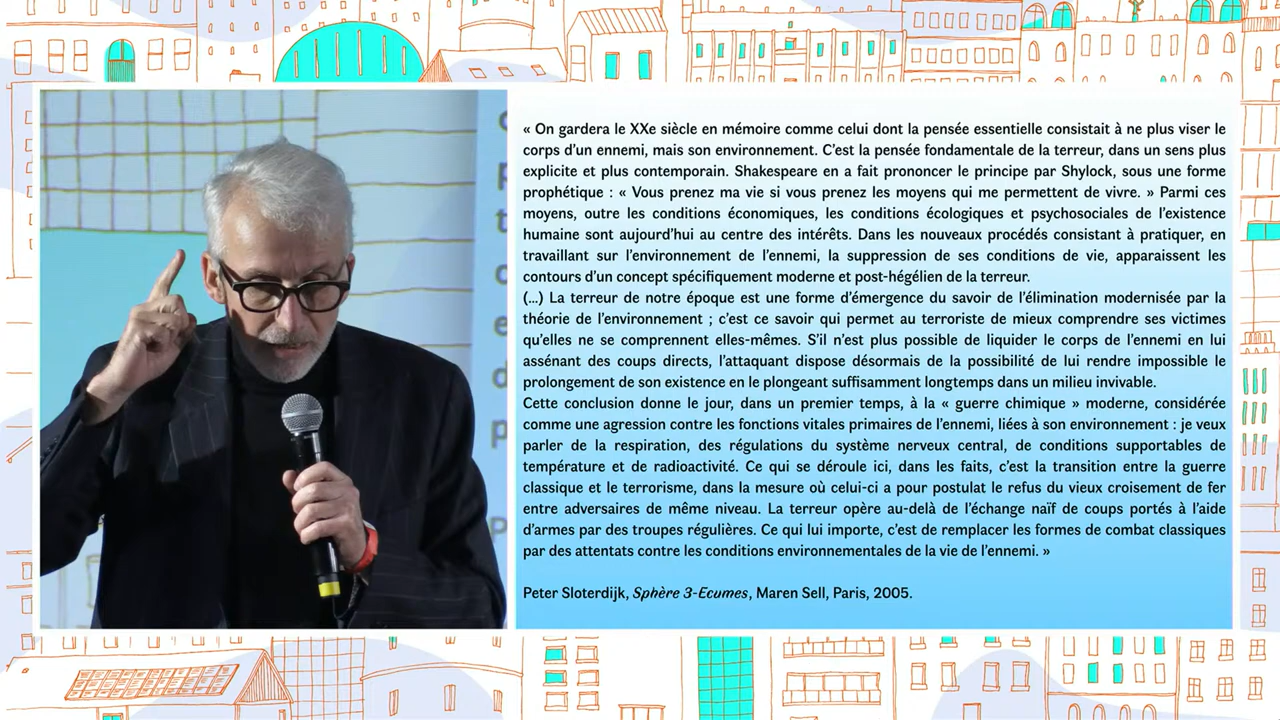 « On gardera le XXe siècle en mémoire comme celui dont la pensée essentielle consistait à ne plus viser le
corps d’un ennemi, mais son environnement. C’est la pensée fondamentale de la terreur, dans un sens plus
explicite et plus contemporain. Shakespeare en a fait prononcer le principe par Shylock, sous une forme
prophétique : « Vous prenez ma vie si vous prenez les moyens qui me permettent de vivre. » Parmi ces
moyens, outre les conditions économiques, les conditions écologiques et psychosociales de l’existence
humaine sont aujourd’hui au centre des intérêts. Dans les nouveaux procédés consistant à pratiquer, en
travaillant sur l’environnement de l’ennemi, la suppression de ses conditions de vie, apparaissent les
contours d’un concept spécifiquement moderne et post-hégélien de la terreur.
(...) La terreur de notre époque est une forme d’émergence du savoir de l’élimination modernisée par la
théorie de l’environnement ; c’est ce savoir qui permet au terroriste de mieux comprendre ses victimes
qu’elles ne se comprennent elles-mêmes. S’il n’est plus possible de liquider le corps de l’ennemi en lui
assénant des coups directs, l’attaquant dispose désormais de la possibilité de lui rendre impossible le
prolongement de son existence en le plongeant suffisamment longtemps dans un milieu invivable.
Cette conclusion donne le jour, dans un premier temps, à la « guerre chimique » moderne, considérée
comme une agression contre les fonctions vitales primaires de l’ennemi, liées à son environnement : je veux
parler de la respiration, des régulations du système nerveux central, de conditions supportables de
température et de radioactivité. Ce qui se déroule ici, dans les faits, c’est la transition entre la guerre
classique et le terrorisme, dans la mesure où celui-ci a pour postulat le refus du vieux croisement de fer
entre adversaires de même niveau. La terreur opère au-delà de l’échange naïf de coups portés à l’aide
d’armes par des troupes régulières. Ce qui lui importe, c’est de remplacer les formes de combat classiques
par des attentats contre les conditions environnementales de la vie de l’ennemi. »
Peter Sloterdijk, Sphère 3-Ecumes, Maren Sell, Paris, 2005.